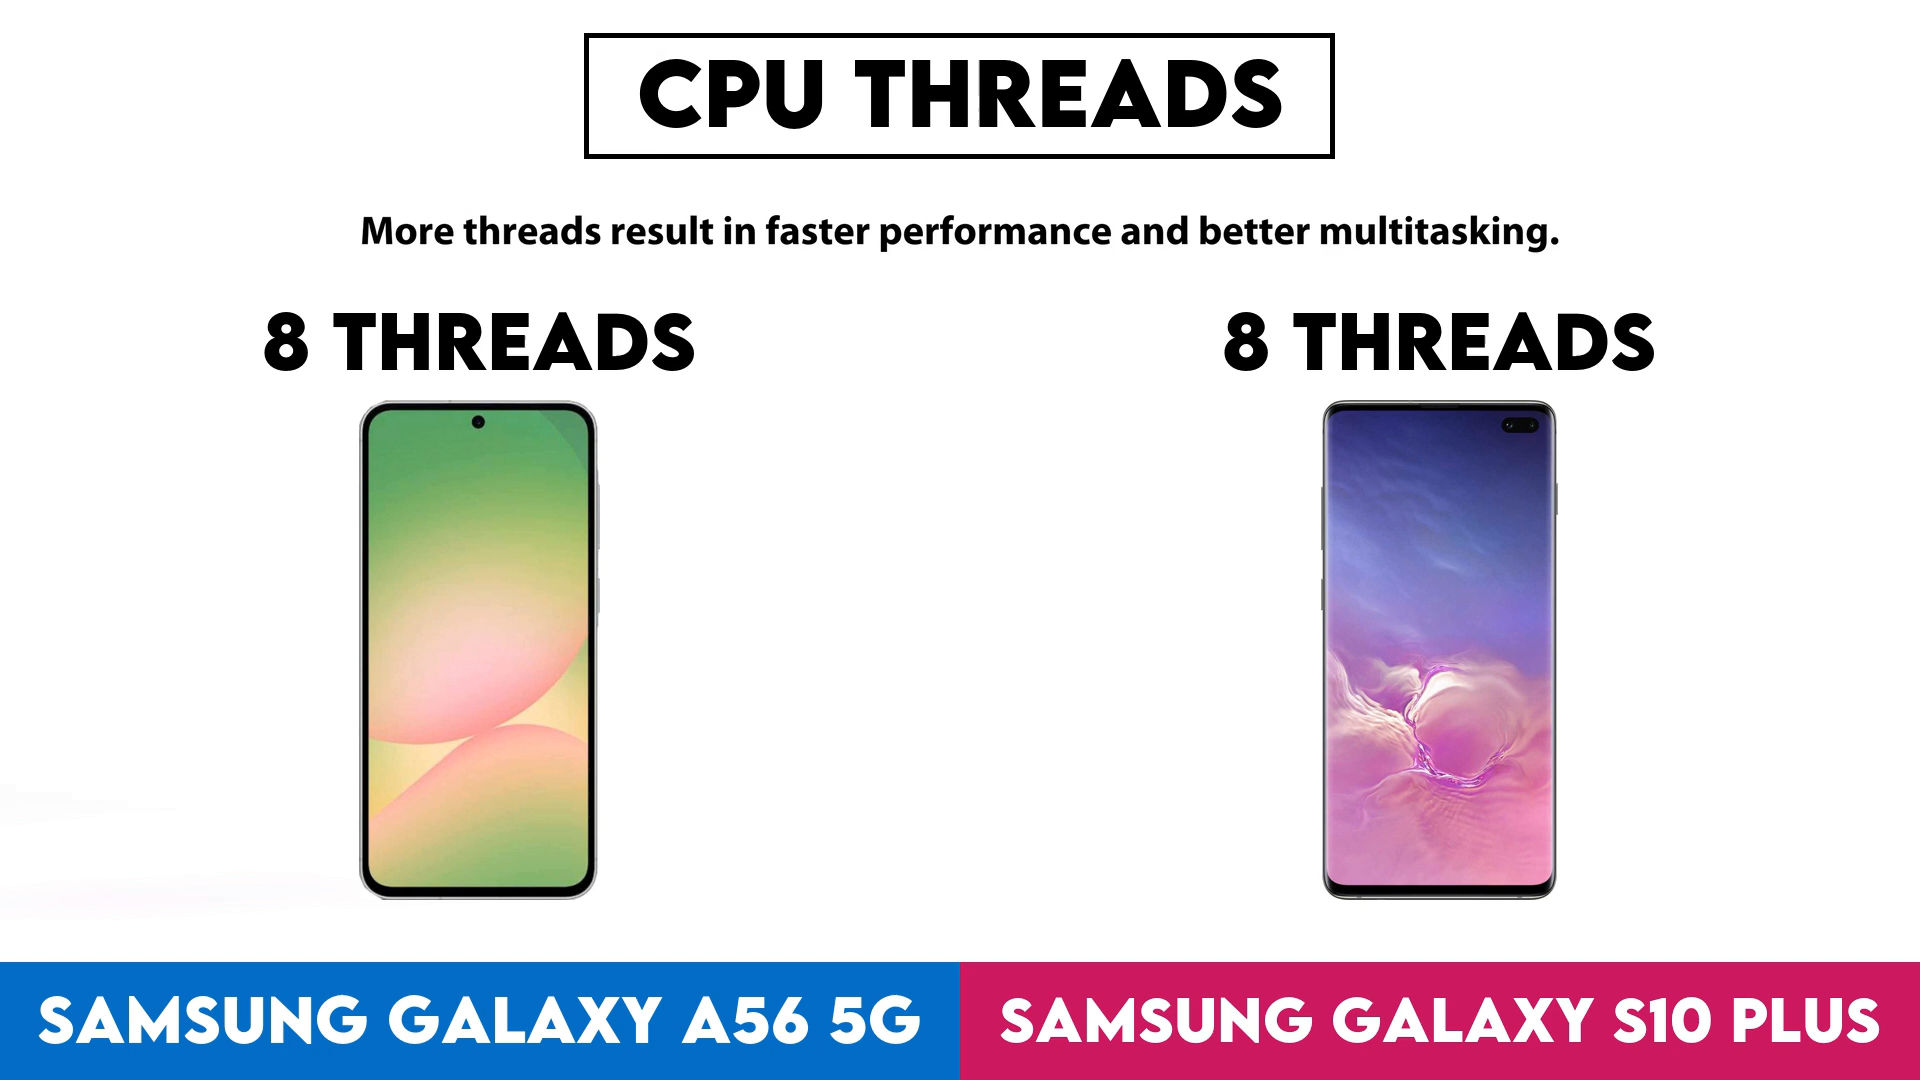 CPU THREADS
More threads result in faster performance and better multitasking.
8 THREADS
8 THREADS
SAMSUNG GALAXY A56 5G
SAMSUNG GALAXY S10 PLUS